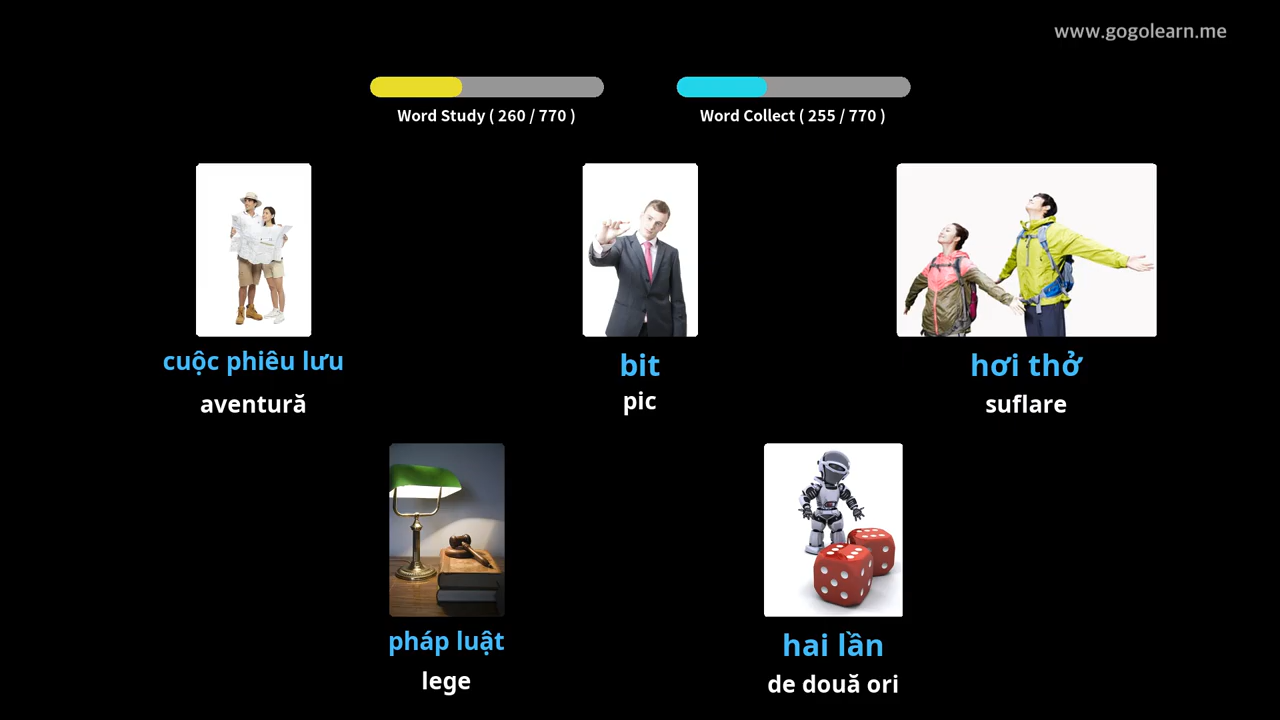 www.gogolearn.me
Word Study ( 260 / 770 )
Word Collect ( 255 / 770 )
cuộc phiêu lưu
aventură
bit
pic
hơi thở
suflare
pháp luật
lege
hai lần
de două ori